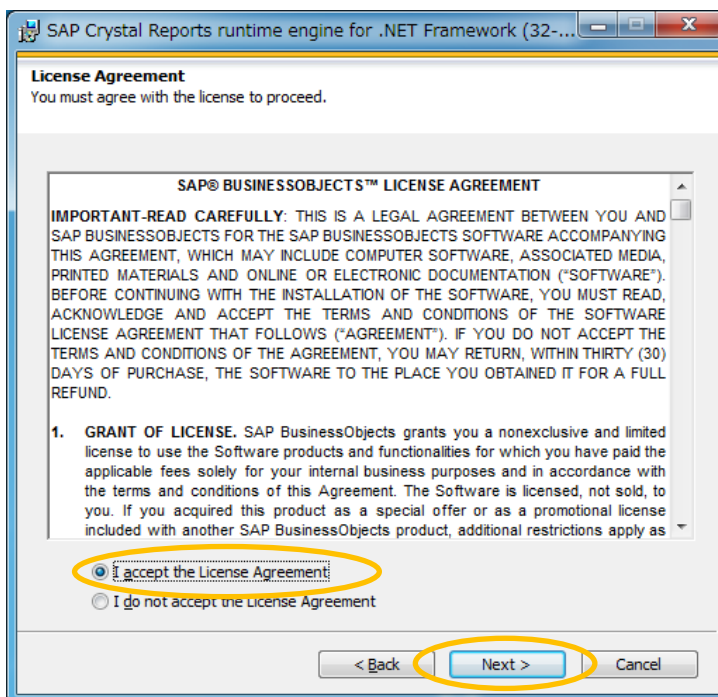 SAP Crystal Reports runtime engine for .NET Framework (32-...
License Agreement
You must agree with the license to proceed.
SAP® BUSINESSOBJECTS™ LICENSE AGREEMENT
IMPORTANT-READ CAREFULLY: THIS IS A LEGAL AGREEMENT BETWEEN YOU AND
SAP BUSINESSOBJECTS FOR THE SAP BUSINESSOBJECTS SOFTWARE ACCOMPANYING
THIS AGREEMENT, WHICH MAY INCLUDE COMPUTER SOFTWARE, ASSOCIATED MEDIA,
PRINTED MATERIALS AND ONLINE OR ELECTRONIC DOCUMENTATION (“SOFTWARE”).
BEFORE CONTINUING WITH THE INSTALLATION OF THE SOFTWARE, YOU MUST READ,
ACKNOWLEDGE AND ACCEPT THE TERMS AND CONDITIONS OF THE SOFTWARE
LICENSE AGREEMENT THAT FOLLOWS (“AGREEMENT”). IF YOU DO NOT ACCEPT THE
TERMS AND CONDITIONS OF THE AGREEMENT, YOU MAY RETURN, WITHIN THIRTY (30)
DAYS OF PURCHASE, THE SOFTWARE TO THE PLACE YOU OBTAINED IT FOR A FULL
REFUND.
1. GRANT OF LICENSE. SAP BusinessObjects grants you a nonexclusive and limited
license to use the Software products and functionalities for which you have paid the
applicable fees solely for your internal business purposes and in accordance with
the terms and conditions of this Agreement. The Software is licensed, not sold, to
you. If you acquired this product as a special offer or as a promotional license
included with another SAP BusinessObjects product, additional restrictions apply as
I accept the License Agreement
I do not accept the License Agreement
< Back Next > Cancel